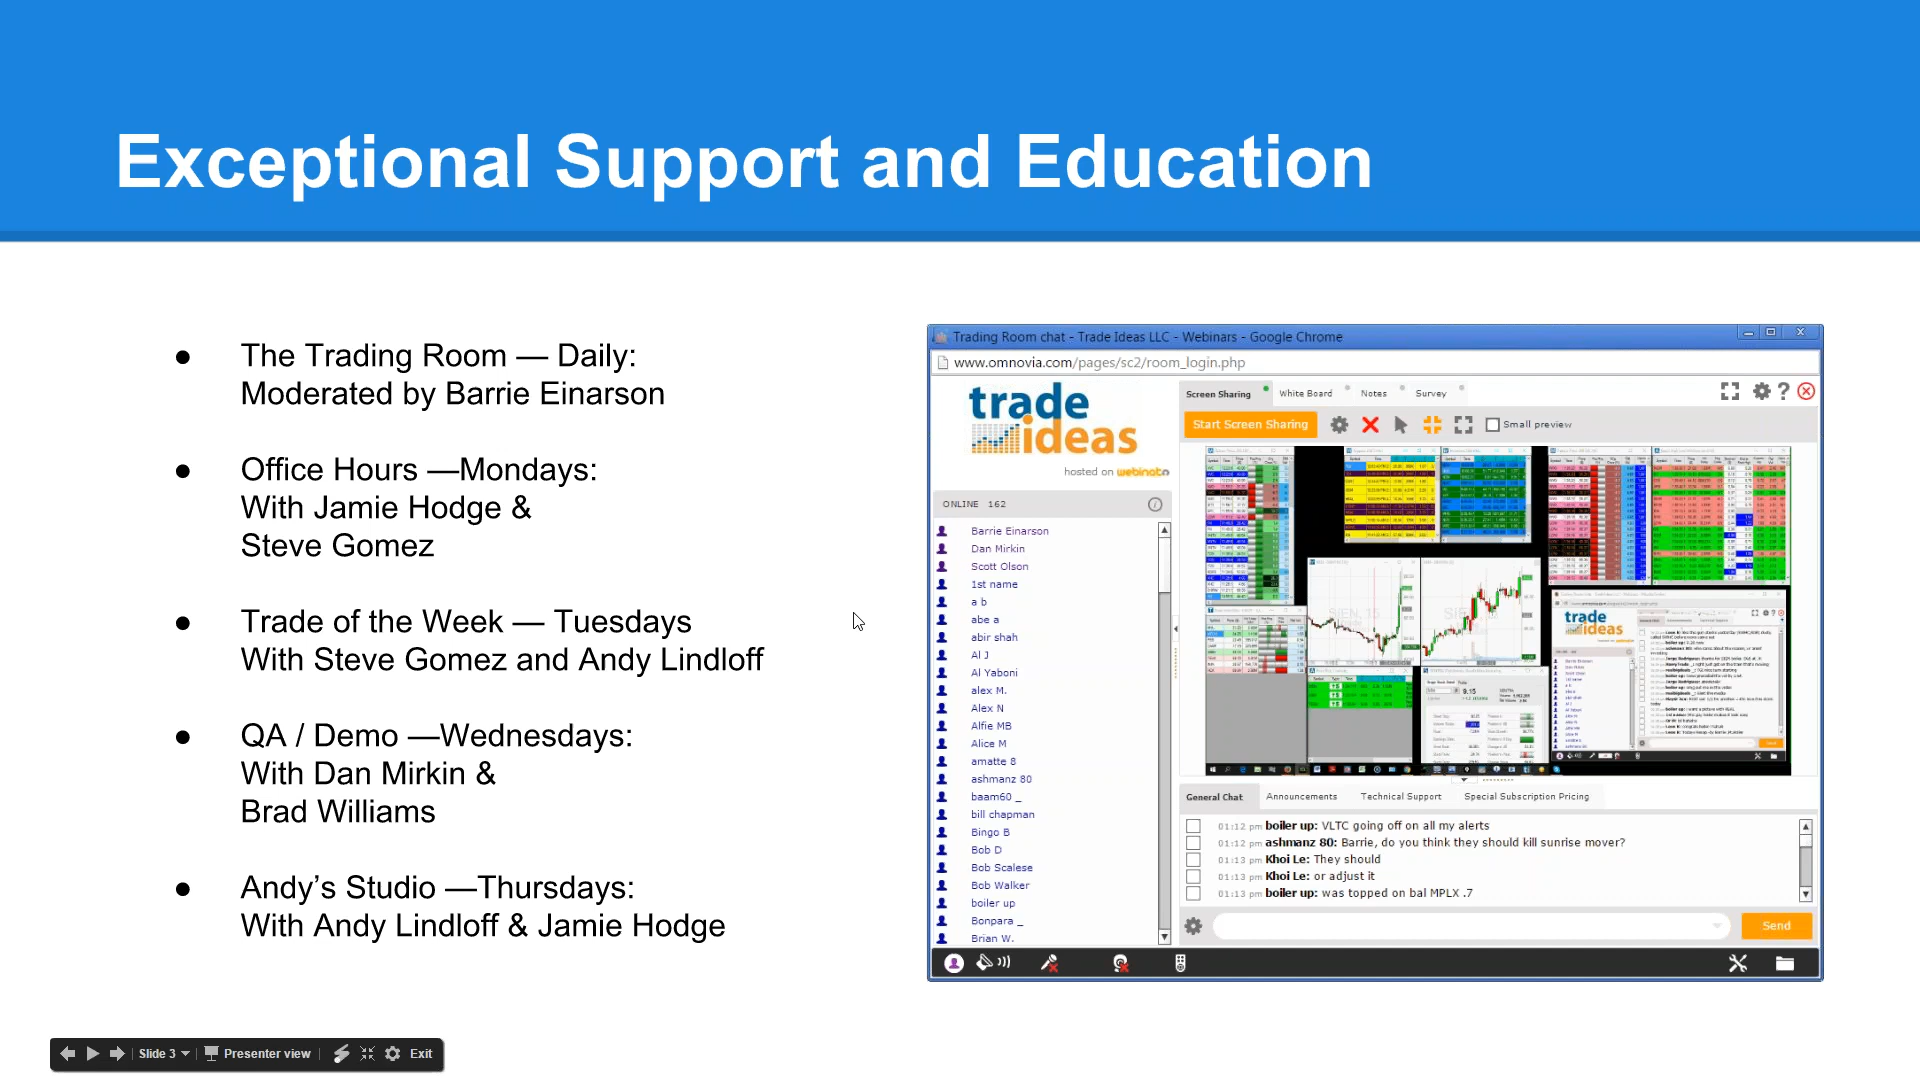 Exceptional Support and Education
● The Trading Room — Daily:
Moderated by Barrie Einarson
● Office Hours —Mondays:
With Jamie Hodge &
Steve Gomez
● Trade of the Week — Tuesdays
With Steve Gomez and Andy Lindloff
● QA / Demo —Wednesdays:
With Dan Mirkin &
Brad Williams
● Andy’s Studio —Thursdays:
With Andy Lindloff & Jamie Hodge
Trading Room chat - Trade Ideas LLC - Webinars - Google Chrome
www.omnovia.com/pages/sc2/room_login.php
trade
ideas
hosted on webinato
ONLINE 162
Barrie Einarson
Dan Mirkin
Scott Olson
1st name
a b
abe a
abir shah
Al J
Al Yaboni
alex M.
Alex N
Alfie MB
Alice M
amatte 8
ashmanz 80
baam60 _
bill chapman
Bingo B
Bob D
Bob Scalese
Bob Walker
boiler up
Bonpara _
Brian W.
Screen Sharing White Board Notes Survey
Start Screen Sharing Small preview
trade
ideas
General Chat Announcements Technical Support Special Subscription Pricing
01:12 pm boiler up: VLTC going off on all my alerts
01:12 pm ashmanz 80: Barrie, do you think they should kill sunrise mover?
01:13 pm Khoi Le: They should
01:13 pm Khoi Le: or adjust it
01:13 pm boiler up: was topped on bal MPLX .7
Send
Slide 3 Presenter view Exit